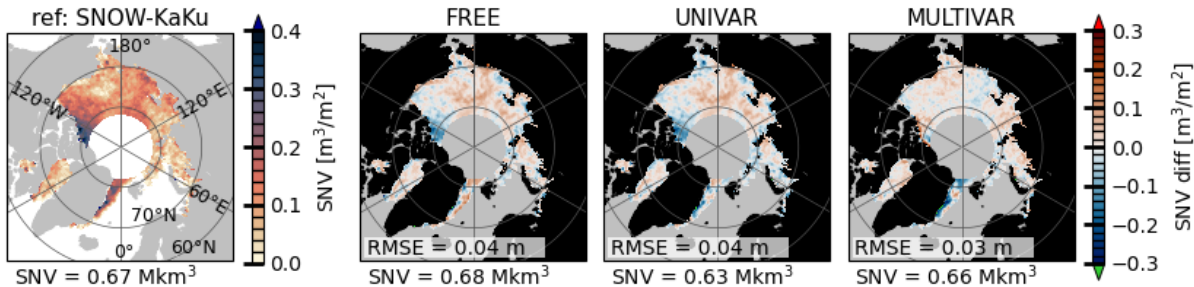 ref: SNOW-KaKu
FREE
UNIVAR
MULTIVAR
180°
120°W
120°E
60°E
70°N
0°
60°N
0.4
0.3
0.2
0.1
0.0
SNV [m³/m²]
RMSE = 0.04 m
RMSE = 0.04 m
RMSE = 0.03 m
0.3
0.2
0.1
0.0
−0.1
−0.2
−0.3
SNV diff [m³/m²]
SNV = 0.67 Mkm³
SNV = 0.68 Mkm³
SNV = 0.63 Mkm³
SNV = 0.66 Mkm³